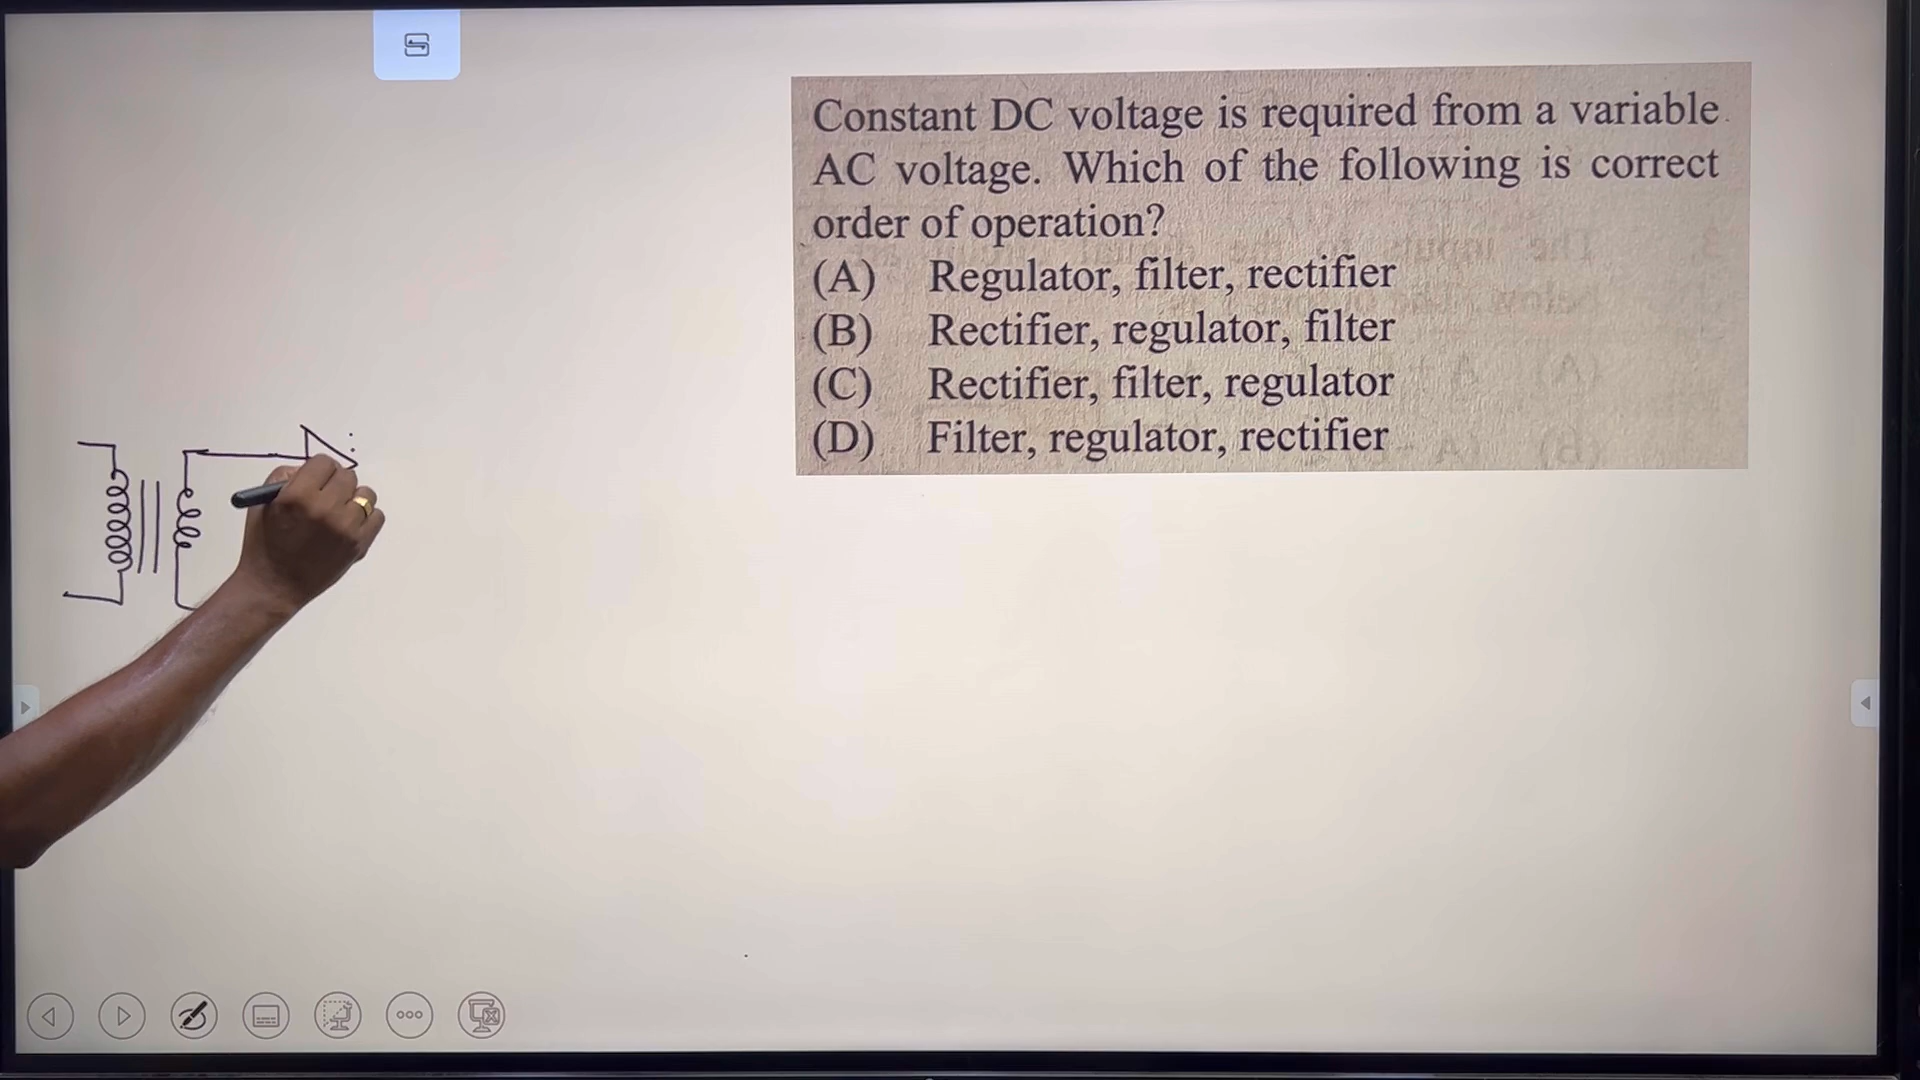 Constant DC voltage is required from a variable
AC voltage. Which of the following is correct
order of operation?
(A) Regulator, filter, rectifier
(B) Rectifier, regulator, filter
(C) Rectifier, filter, regulator
(D) Filter, regulator, rectifier